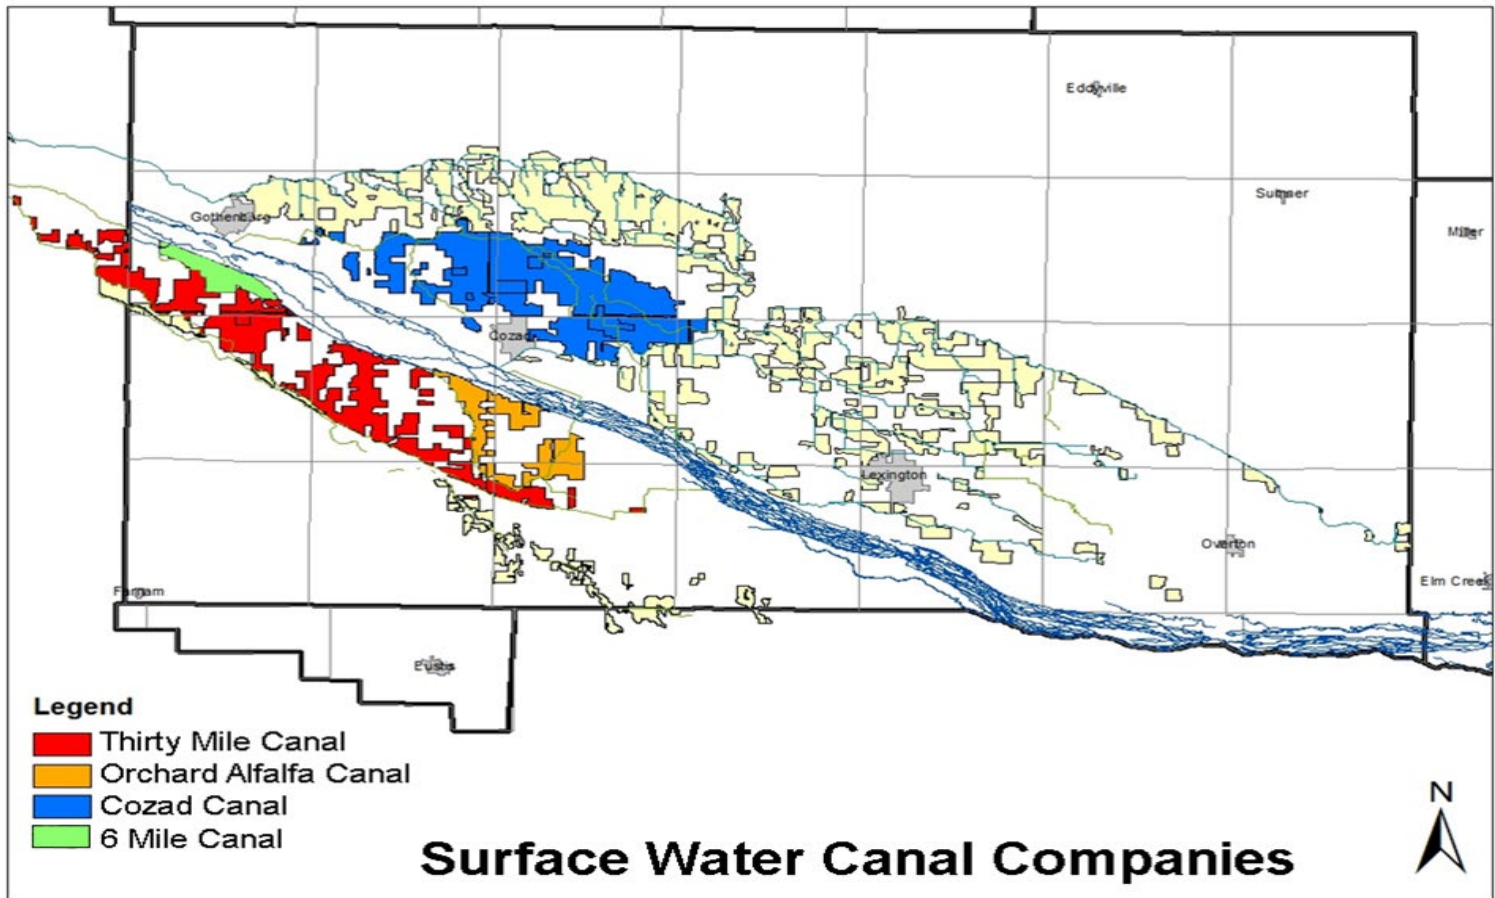 Eddyville
Sumner
Gothenburg
Miller
Cozad
Lexington
Overton
Elm Creek
Farnam
Eustis
Legend
Thirty Mile Canal
Orchard Alfalfa Canal
Cozad Canal
6 Mile Canal
N
Surface Water Canal Companies